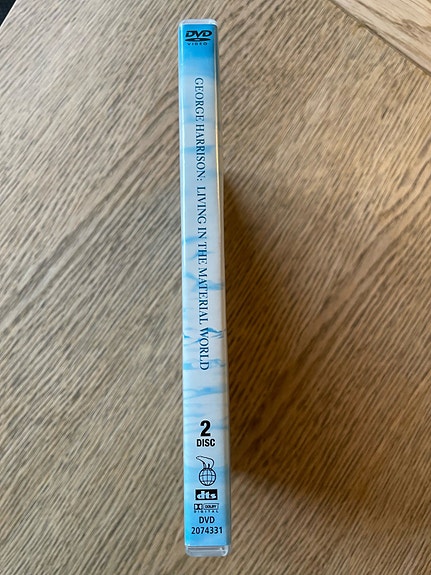 DVD
VIDEO
GEORGE HARRISON: LIVING IN THE MATERIAL WORLD
2
DISC
dts
DOLBY
DIGITAL
DVD
2074331